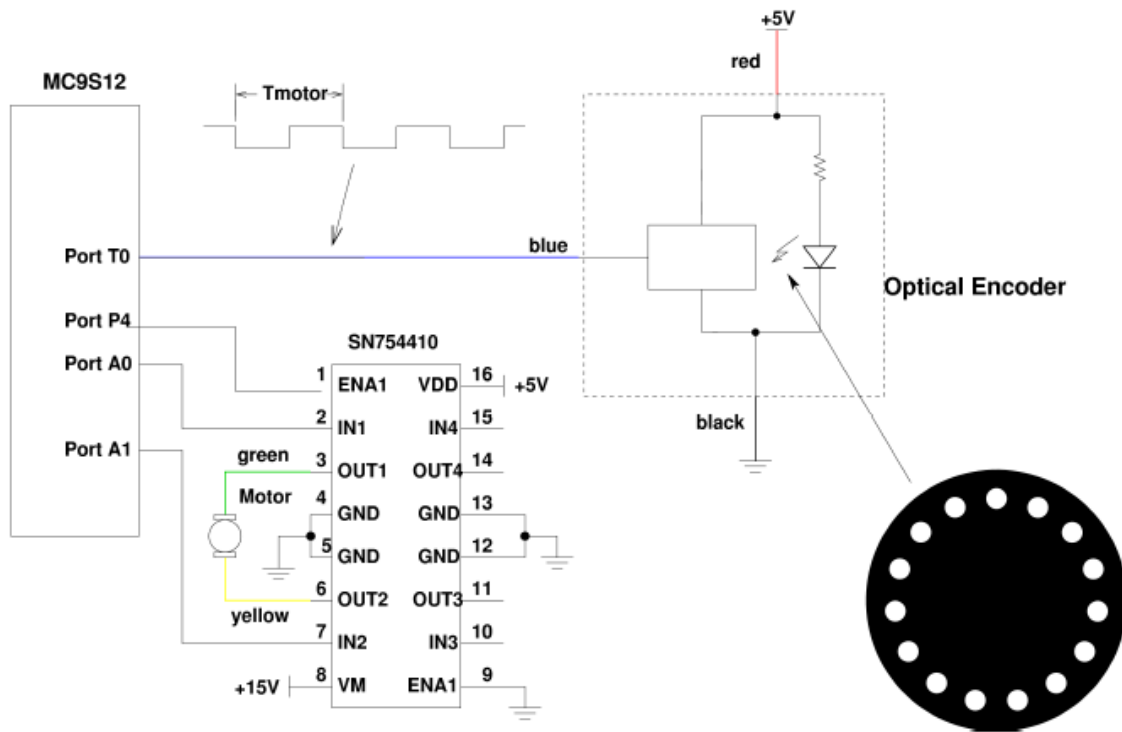 +5V
red
MC9S12
Tmotor
Port T0
blue
Optical Encoder
Port P4
SN754410
Port A0
1 ENA1 VDD 16 +5V
2 IN1 IN4 15
black
Port A1
green
3 OUT1 OUT4 14
Motor
4 GND GND 13
5 GND GND 12
6 OUT2 OUT3 11
yellow
7 IN2 IN3 10
+15V 8 VM ENA1 9